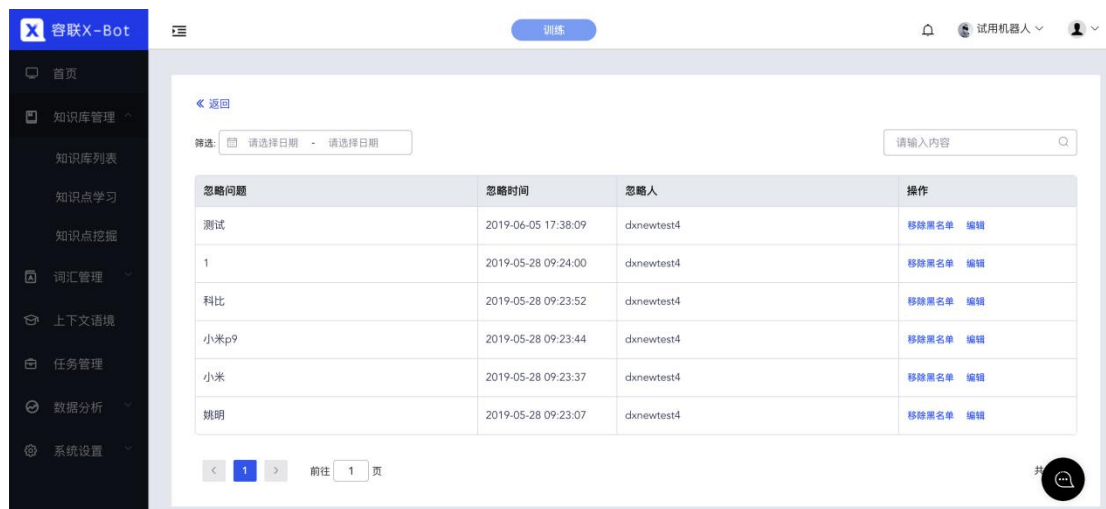 X 容联X-Bot 训练 试用机器人
首页
知识库管理
知识库列表
知识点学习
知识点挖掘
词汇管理
上下文语境
任务管理
数据分析
系统设置
返回
筛选: 请选择日期 - 请选择日期 请输入内容
忽略问题 忽略时间 忽略人 操作
测试 2019-06-05 17:38:09 dxnewtest4 移除黑名单 编辑
1 2019-05-28 09:24:00 dxnewtest4 移除黑名单 编辑
科比 2019-05-28 09:23:52 dxnewtest4 移除黑名单 编辑
小米p9 2019-05-28 09:23:44 dxnewtest4 移除黑名单 编辑
小米 2019-05-28 09:23:37 dxnewtest4 移除黑名单 编辑
姚明 2019-05-28 09:23:07 dxnewtest4 移除黑名单 编辑
1 前往 1 页 共